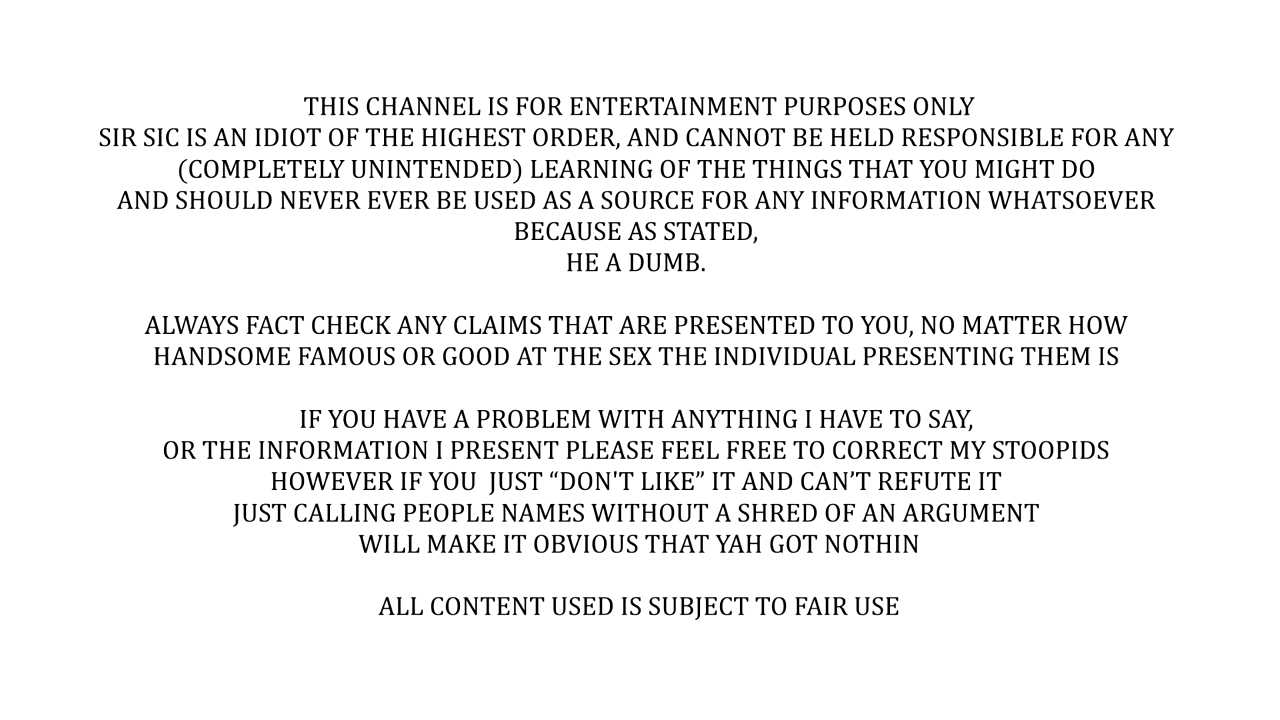 THIS CHANNEL IS FOR ENTERTAINMENT PURPOSES ONLY
SIR SIC IS AN IDIOT OF THE HIGHEST ORDER, AND CANNOT BE HELD RESPONSIBLE FOR ANY
(COMPLETELY UNINTENDED) LEARNING OF THE THINGS THAT YOU MIGHT DO
AND SHOULD NEVER EVER BE USED AS A SOURCE FOR ANY INFORMATION WHATSOEVER
BECAUSE AS STATED,
HE A DUMB.
ALWAYS FACT CHECK ANY CLAIMS THAT ARE PRESENTED TO YOU, NO MATTER HOW
HANDSOME FAMOUS OR GOOD AT THE SEX THE INDIVIDUAL PRESENTING THEM IS
IF YOU HAVE A PROBLEM WITH ANYTHING I HAVE TO SAY,
OR THE INFORMATION I PRESENT PLEASE FEEL FREE TO CORRECT MY STOOPIDS
HOWEVER IF YOU  JUST “DON'T LIKE” IT AND CAN’T REFUTE IT
JUST CALLING PEOPLE NAMES WITHOUT A SHRED OF AN ARGUMENT
WILL MAKE IT OBVIOUS THAT YAH GOT NOTHIN
ALL CONTENT USED IS SUBJECT TO FAIR USE